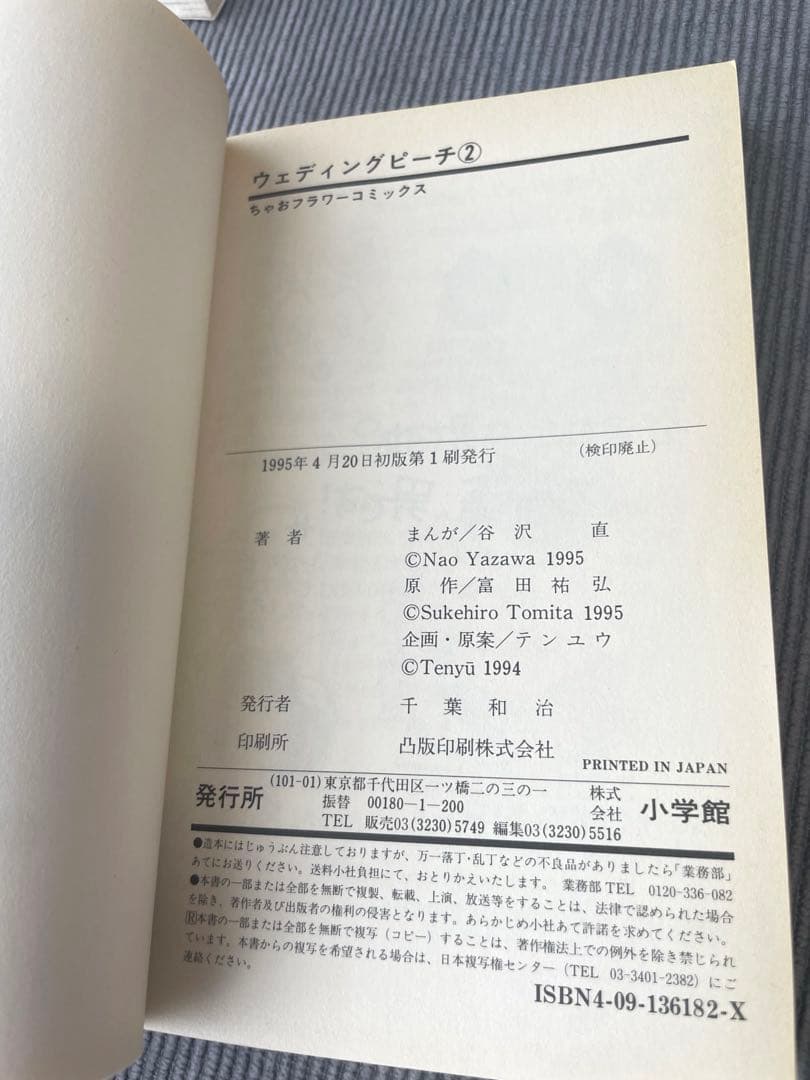 ウェディングピーチ②
ちゃおフラワーコミックス
1995年4月20日初版第1刷発行 (検印廃止)
著者 まんが/谷沢 直
©Nao Yazawa 1995
原作/富田祐弘
©Sukehiro Tomita 1995
企画・原案/テンユウ
©Tenyū 1994
発行者 千葉和治
印刷所 凸版印刷株式会社
PRINTED IN JAPAN
発行所 (101-01)東京都千代田区一ツ橋二の三の一 株式会社 小学館
振替 00180-1-200
TEL 販売03(3230)5749 編集03(3230)5516
●造本にはじゅうぶん注意しておりますが、万一落丁・乱丁などの不良品がありましたら「業務部」
あてにお送りください。送料小社負担にて、おとりかえいたします。 業務部TEL 0120-336-082
●本書の一部または全部を無断で複製、転載、上演、放送等をすることは、法律で認められた場合
を除き、著作者及び出版者の権利の侵害となります。あらかじめ小社あて許諾を求めてください。
Ⓡ本書の一部または全部を無断で複写(コピー)することは、著作権法上での例外を除き禁じられ
ています。本書からの複写を希望される場合は、日本複写権センター(TEL 03-3401-2382)にご
連絡ください。
ISBN4-09-136182-X